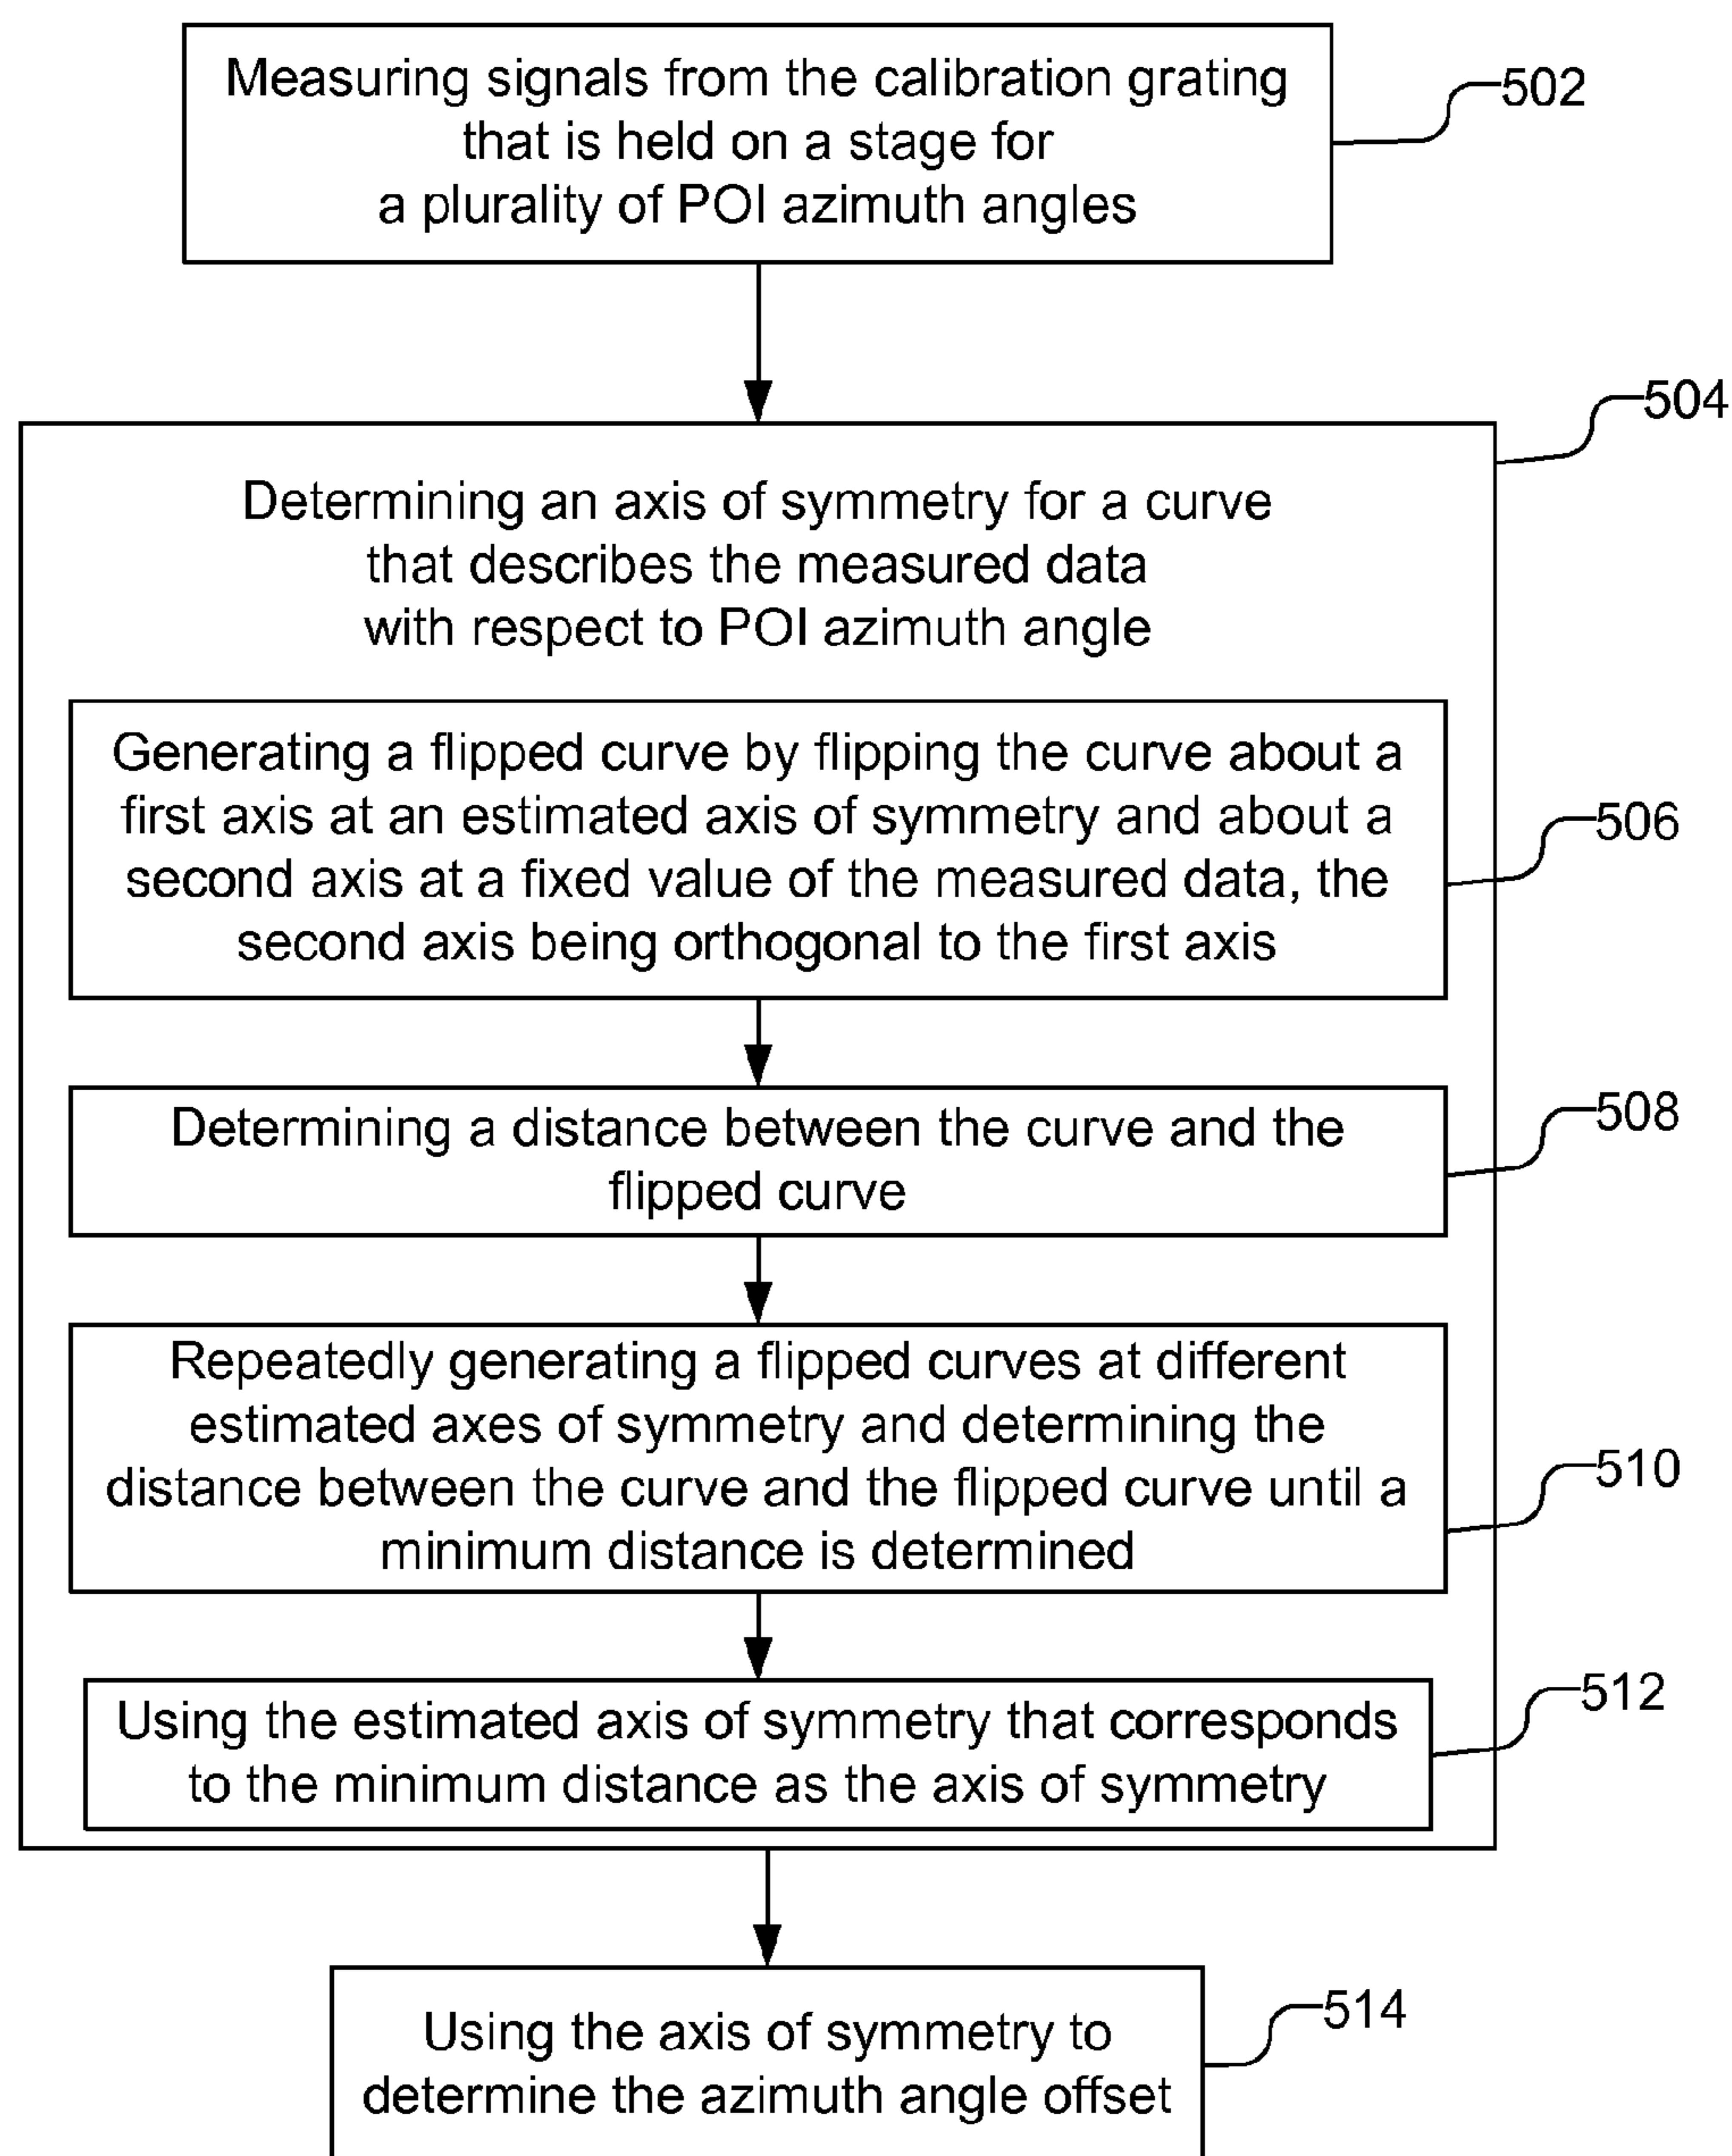 Measuring signals from the calibration grating
that is held on a stage for
a plurality of POI azimuth angles
502
504
Determining an axis of symmetry for a curve
that describes the measured data
with respect to POI azimuth angle
Generating a flipped curve by flipping the curve about a
first axis at an estimated axis of symmetry and about a
second axis at a fixed value of the measured data, the
second axis being orthogonal to the first axis
506
Determining a distance between the curve and the
flipped curve
508
Repeatedly generating a flipped curves at different
estimated axes of symmetry and determining the
distance between the curve and the flipped curve until a
minimum distance is determined
510
Using the estimated axis of symmetry that corresponds
to the minimum distance as the axis of symmetry
512
Using the axis of symmetry to
determine the azimuth angle offset
514